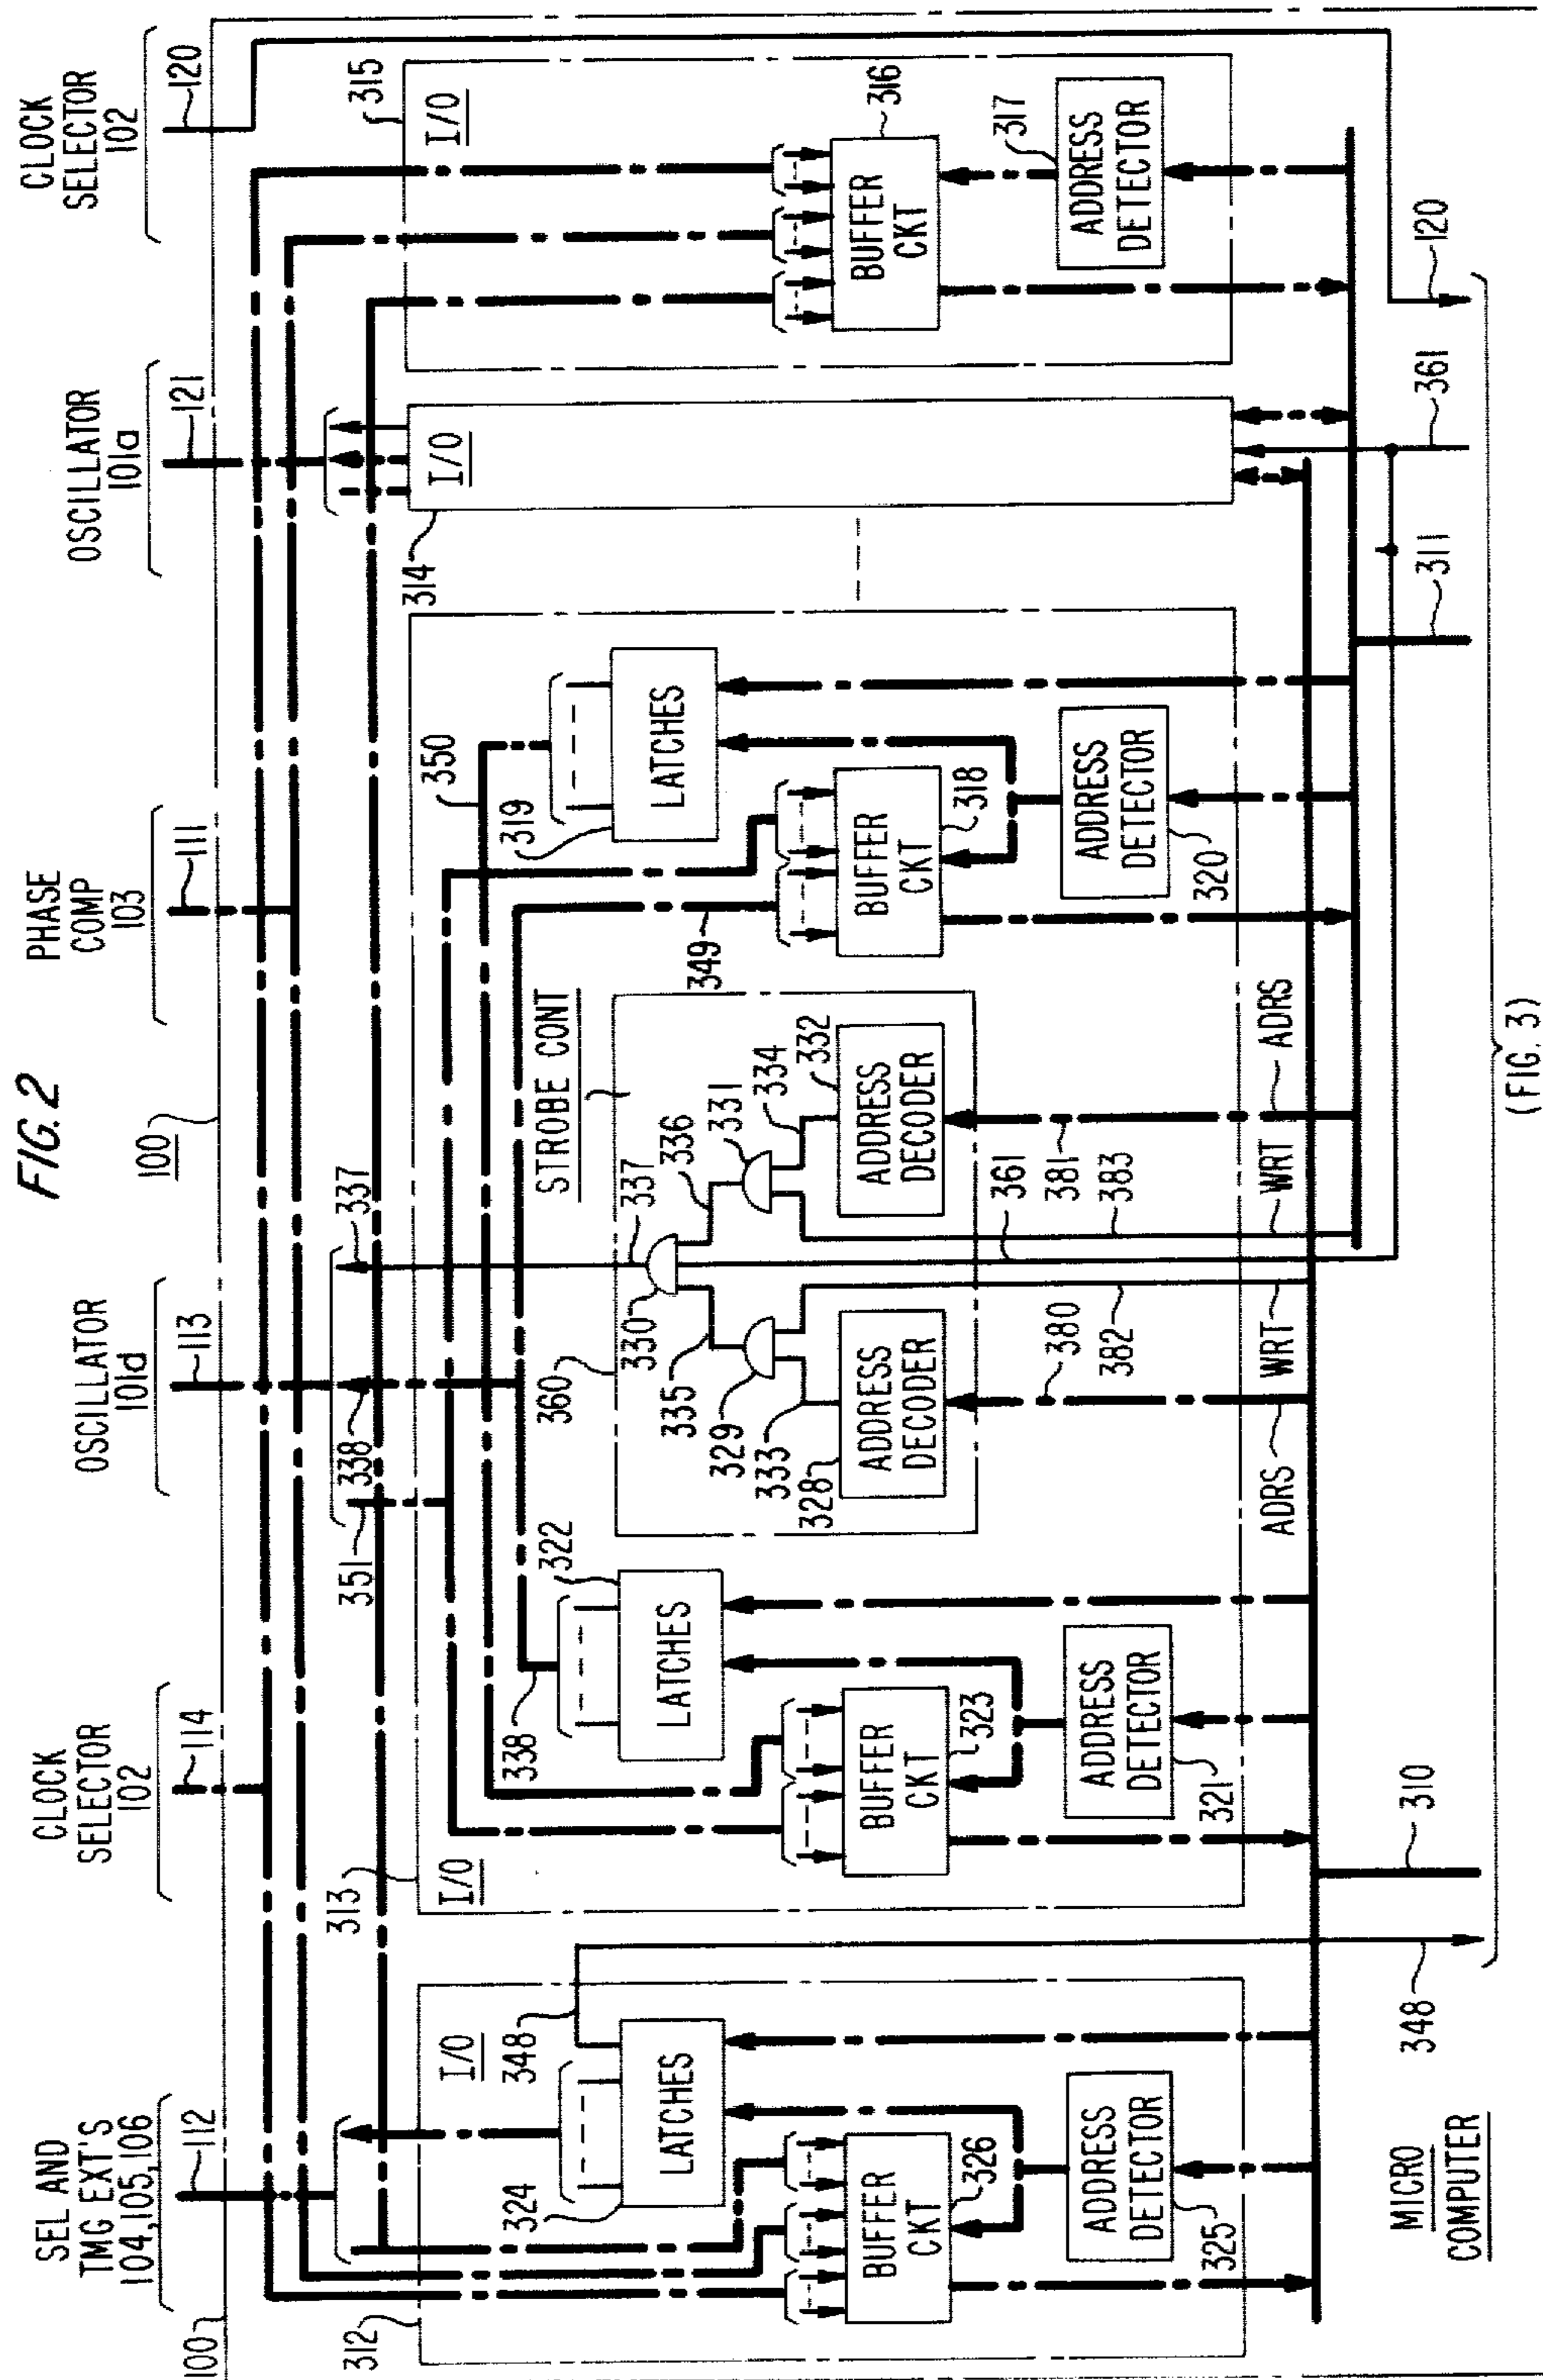 FIG. 2
SEL AND
TMG EXT'S
104,105,106
112
CLOCK
SELECTOR
102
114
OSCILLATOR
101d
113
PHASE
COMP
103
111
OSCILLATOR
101a
121
CLOCK
SELECTOR
102
120
100
100
312
I/O
348
324
LATCHES
BUFFER
CKT
326
ADDRESS
DETECTOR
325
313
I/O
351
338
337
338
322
LATCHES
BUFFER
CKT
323
ADDRESS
DETECTOR
321
STROBE CONT
360
330
337
335
336
329
331
333
334
328
332
ADDRESS
DECODER
ADDRESS
DECODER
380
382
361
381
383
ADRS
WRT
WRT
ADRS
350
319
LATCHES
349
BUFFER
CKT
318
ADDRESS
DETECTOR
320
314
I/O
315
I/O
BUFFER
CKT
316
317
ADDRESS
DETECTOR
MICRO
COMPUTER
348
310
311
361
120
(FIG. 3)